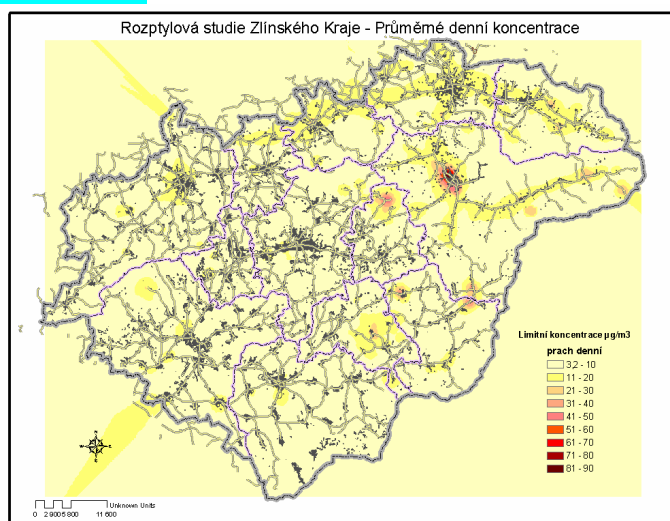 Rozptylová studie Zlínského Kraje - Průměrné denní koncentrace
Limitní koncentrace µg/m3
prach denní
3,2 - 10
11 - 20
21 - 30
31 - 40
41 - 50
51 - 60
61 - 70
71 - 80
81 - 90
N
W
E
S
Unknown Units
0 2 900 5 800 11 600